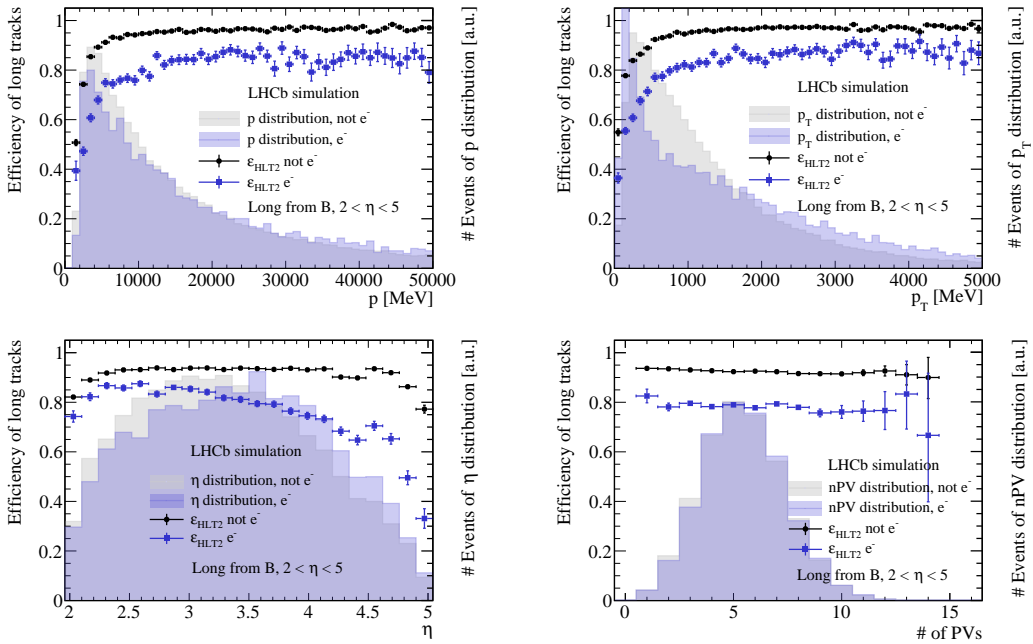 Efficiency of long tracks
1
0.8
0.6
0.4
0.2
0
LHCb simulation
p distribution, not e-
p distribution, e-
ε_HLT2 not e-
ε_HLT2 e-
Long from B, 2 < η < 5
0 10000 20000 30000 40000 50000
p [MeV]
# Events of p distribution [a.u.]
Efficiency of long tracks
1
0.8
0.6
0.4
0.2
0
LHCb simulation
p_T distribution, not e-
p_T distribution, e-
ε_HLT2 not e-
ε_HLT2 e-
Long from B, 2 < η < 5
0 1000 2000 3000 4000 5000
p_T [MeV]
# Events of p_T distribution [a.u.]
Efficiency of long tracks
1
0.8
0.6
0.4
0.2
0
LHCb simulation
η distribution, not e-
η distribution, e-
ε_HLT2 not e-
ε_HLT2 e-
Long from B, 2 < η < 5
2 2.5 3 3.5 4 4.5 5
η
# Events of η distribution [a.u.]
Efficiency of long tracks
1
0.8
0.6
0.4
0.2
0
LHCb simulation
nPV distribution, not e-
nPV distribution, e-
ε_HLT2 not e-
ε_HLT2 e-
Long from B, 2 < η < 5
0 5 10 15
# of PVs
# Events of nPV distribution [a.u.]